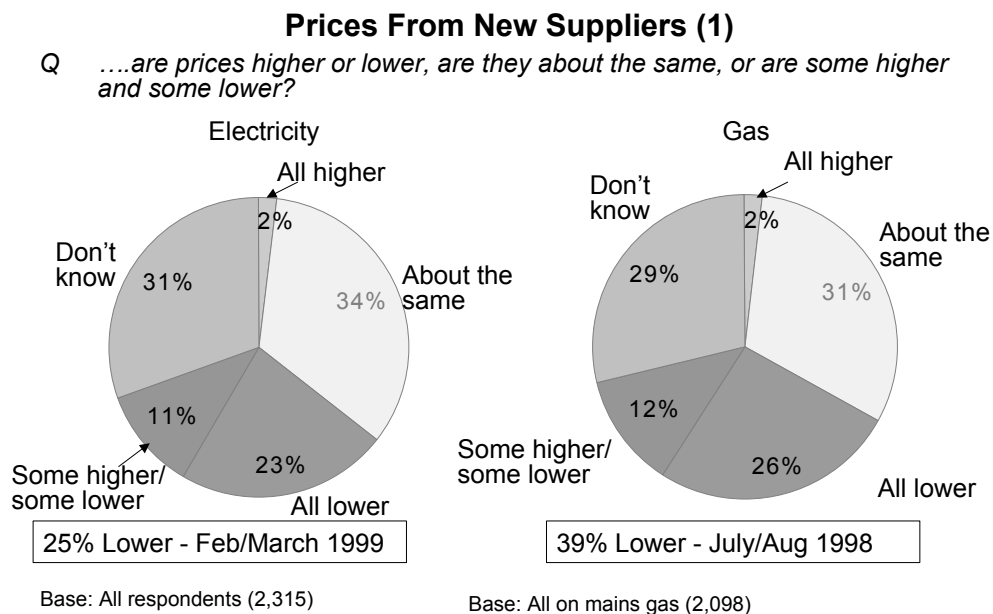 Prices From New Suppliers (1)
Q ….are prices higher or lower, are they about the same, or are some higher
and some lower?
Electricity
All higher
2%
Don't
know
31%
About the
same
34%
11%
Some higher/
some lower
23%
All lower
25% Lower - Feb/March 1999
Base: All respondents (2,315)
Gas
All higher
2%
Don't
know
29%
About the
same
31%
12%
Some higher/
some lower
26%
All lower
39% Lower - July/Aug 1998
Base: All on mains gas (2,098)